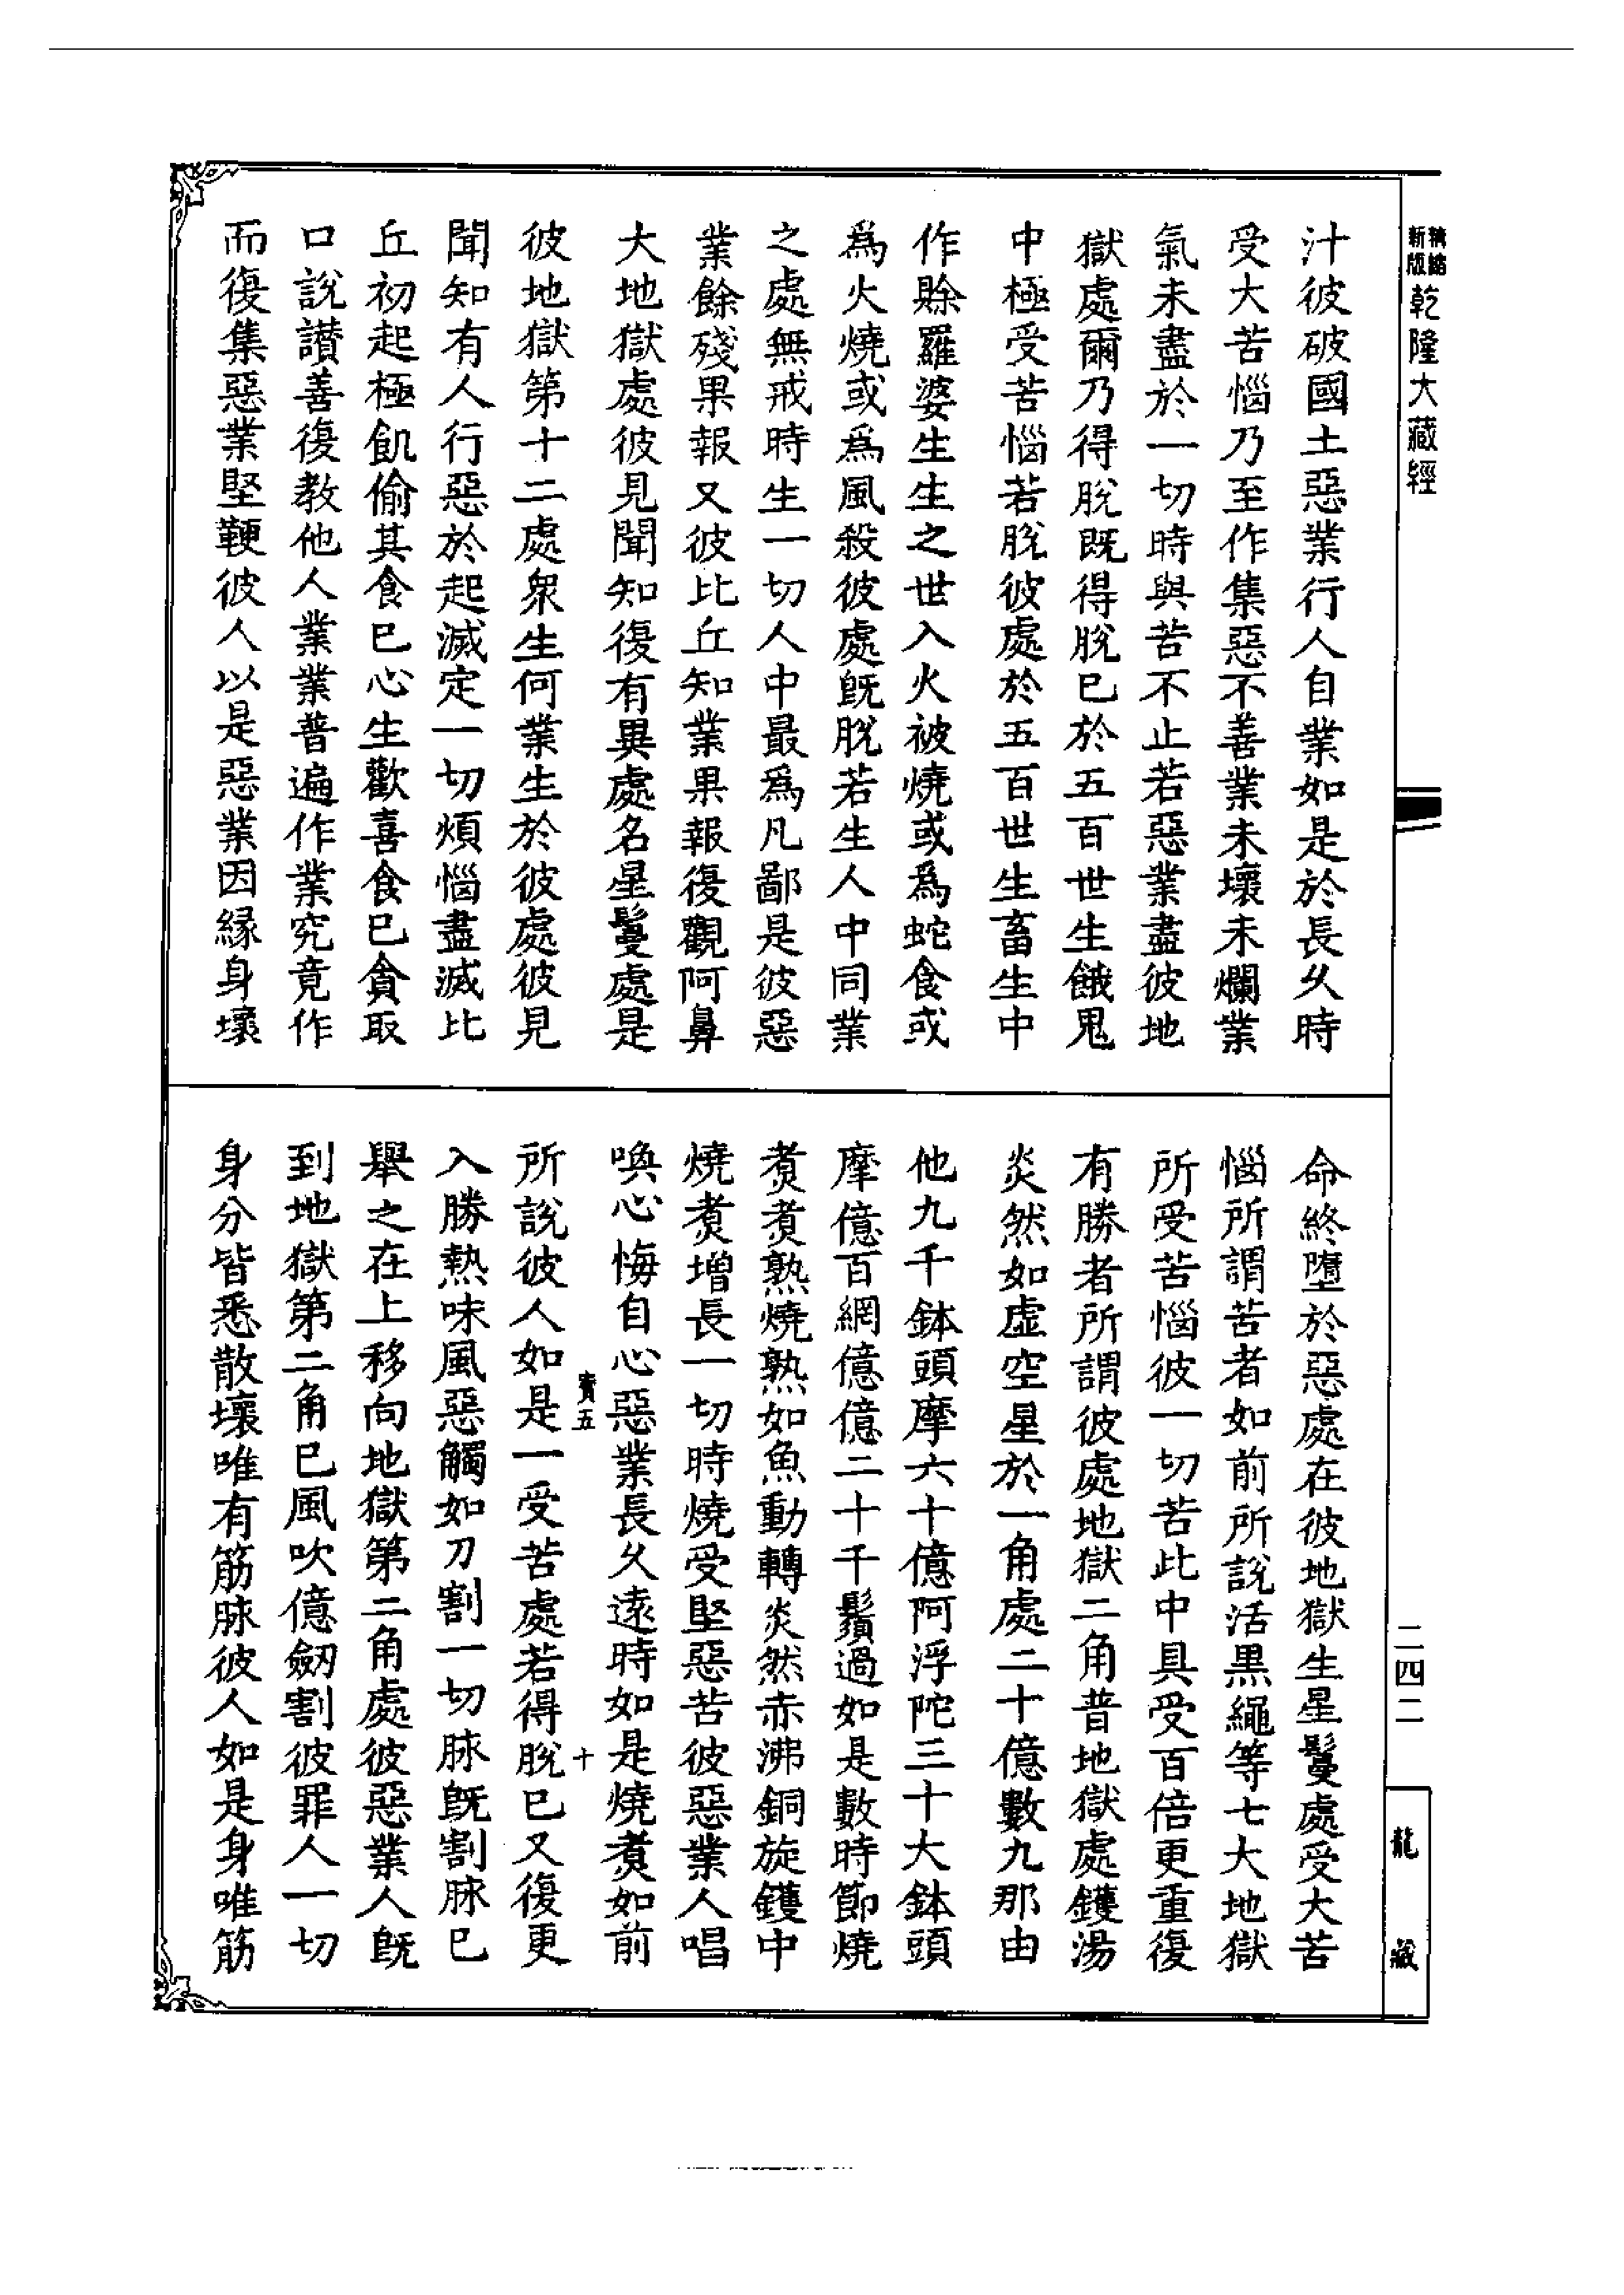 精縮
新版
乾隆大藏經
汁彼破國土惡業行人自業如是於長久時
受大苦惱乃至作集惡不善業未壞未爛業
氣未盡於一切時與苦不止若惡業盡彼地
獄處爾乃得脫既得脫已於五百世生餓鬼
中極受苦惱若脫彼處於五百世生畜生中
作賒羅婆生生之世入火被燒或為蛇食或
為火燒或為風殺彼處既脫若生人中同業
之處無戒時生一切人中最為凡鄙是彼惡
業餘殘果報又彼比丘知業果報復觀阿鼻
大地獄處彼見聞知復有異處名星鬘處是
彼地獄第十二處眾生何業生於彼處彼見
聞知有人行惡於起滅定一切煩惱盡滅比
丘初起極飢偷其食已心生歡喜食已貪取
口說讚善復教他人業業普遍作業究竟作
而復集惡業堅鞕彼人以是惡業因緣身壞
命終墮於惡處在彼地獄生星鬘處受大苦
惱所謂苦者如前所說活黑繩等七大地獄
所受苦惱彼一切苦此中具受百倍更重復
有勝者所謂彼處地獄二角普地獄處鑊湯
炎然如虛空星於一角處二十億數九那由
他九千鉢頭摩六十億阿浮陀三十大鉢頭
摩億百網億億二十千鬚過如是數時節燒
煮煮熟燒熟如魚動轉炎然赤沸銅旋鑊中
燒煮增長一切時燒受堅惡苦彼惡業人唱
喚心悔自心惡業長久遠時如是燒煮如前
寶五
十
所說彼人如是一受苦處若得脫已又復更
入勝熱味風惡觸如刀割一切脉既割脉已
舉之在上移向地獄第二角處彼惡業人既
到地獄第二角已風吹億劒割彼罪人一切
身分皆悉散壞唯有筋脉彼人如是身唯筋
二四二
龍藏